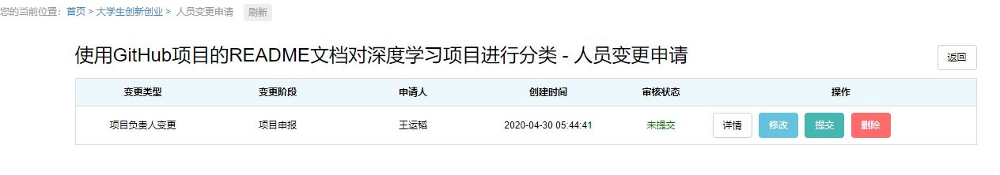 您的当前位置：首页 > 大学生创新创业 > 人员变更申请 刷新
使用GitHub项目的README文档对深度学习项目进行分类 - 人员变更申请 返回
变更类型 变更阶段 申请人 创建时间 审核状态 操作
项目负责人变更 项目申报 王运韬 2020-04-30 05:44:41 未提交 详情 修改 提交 删除